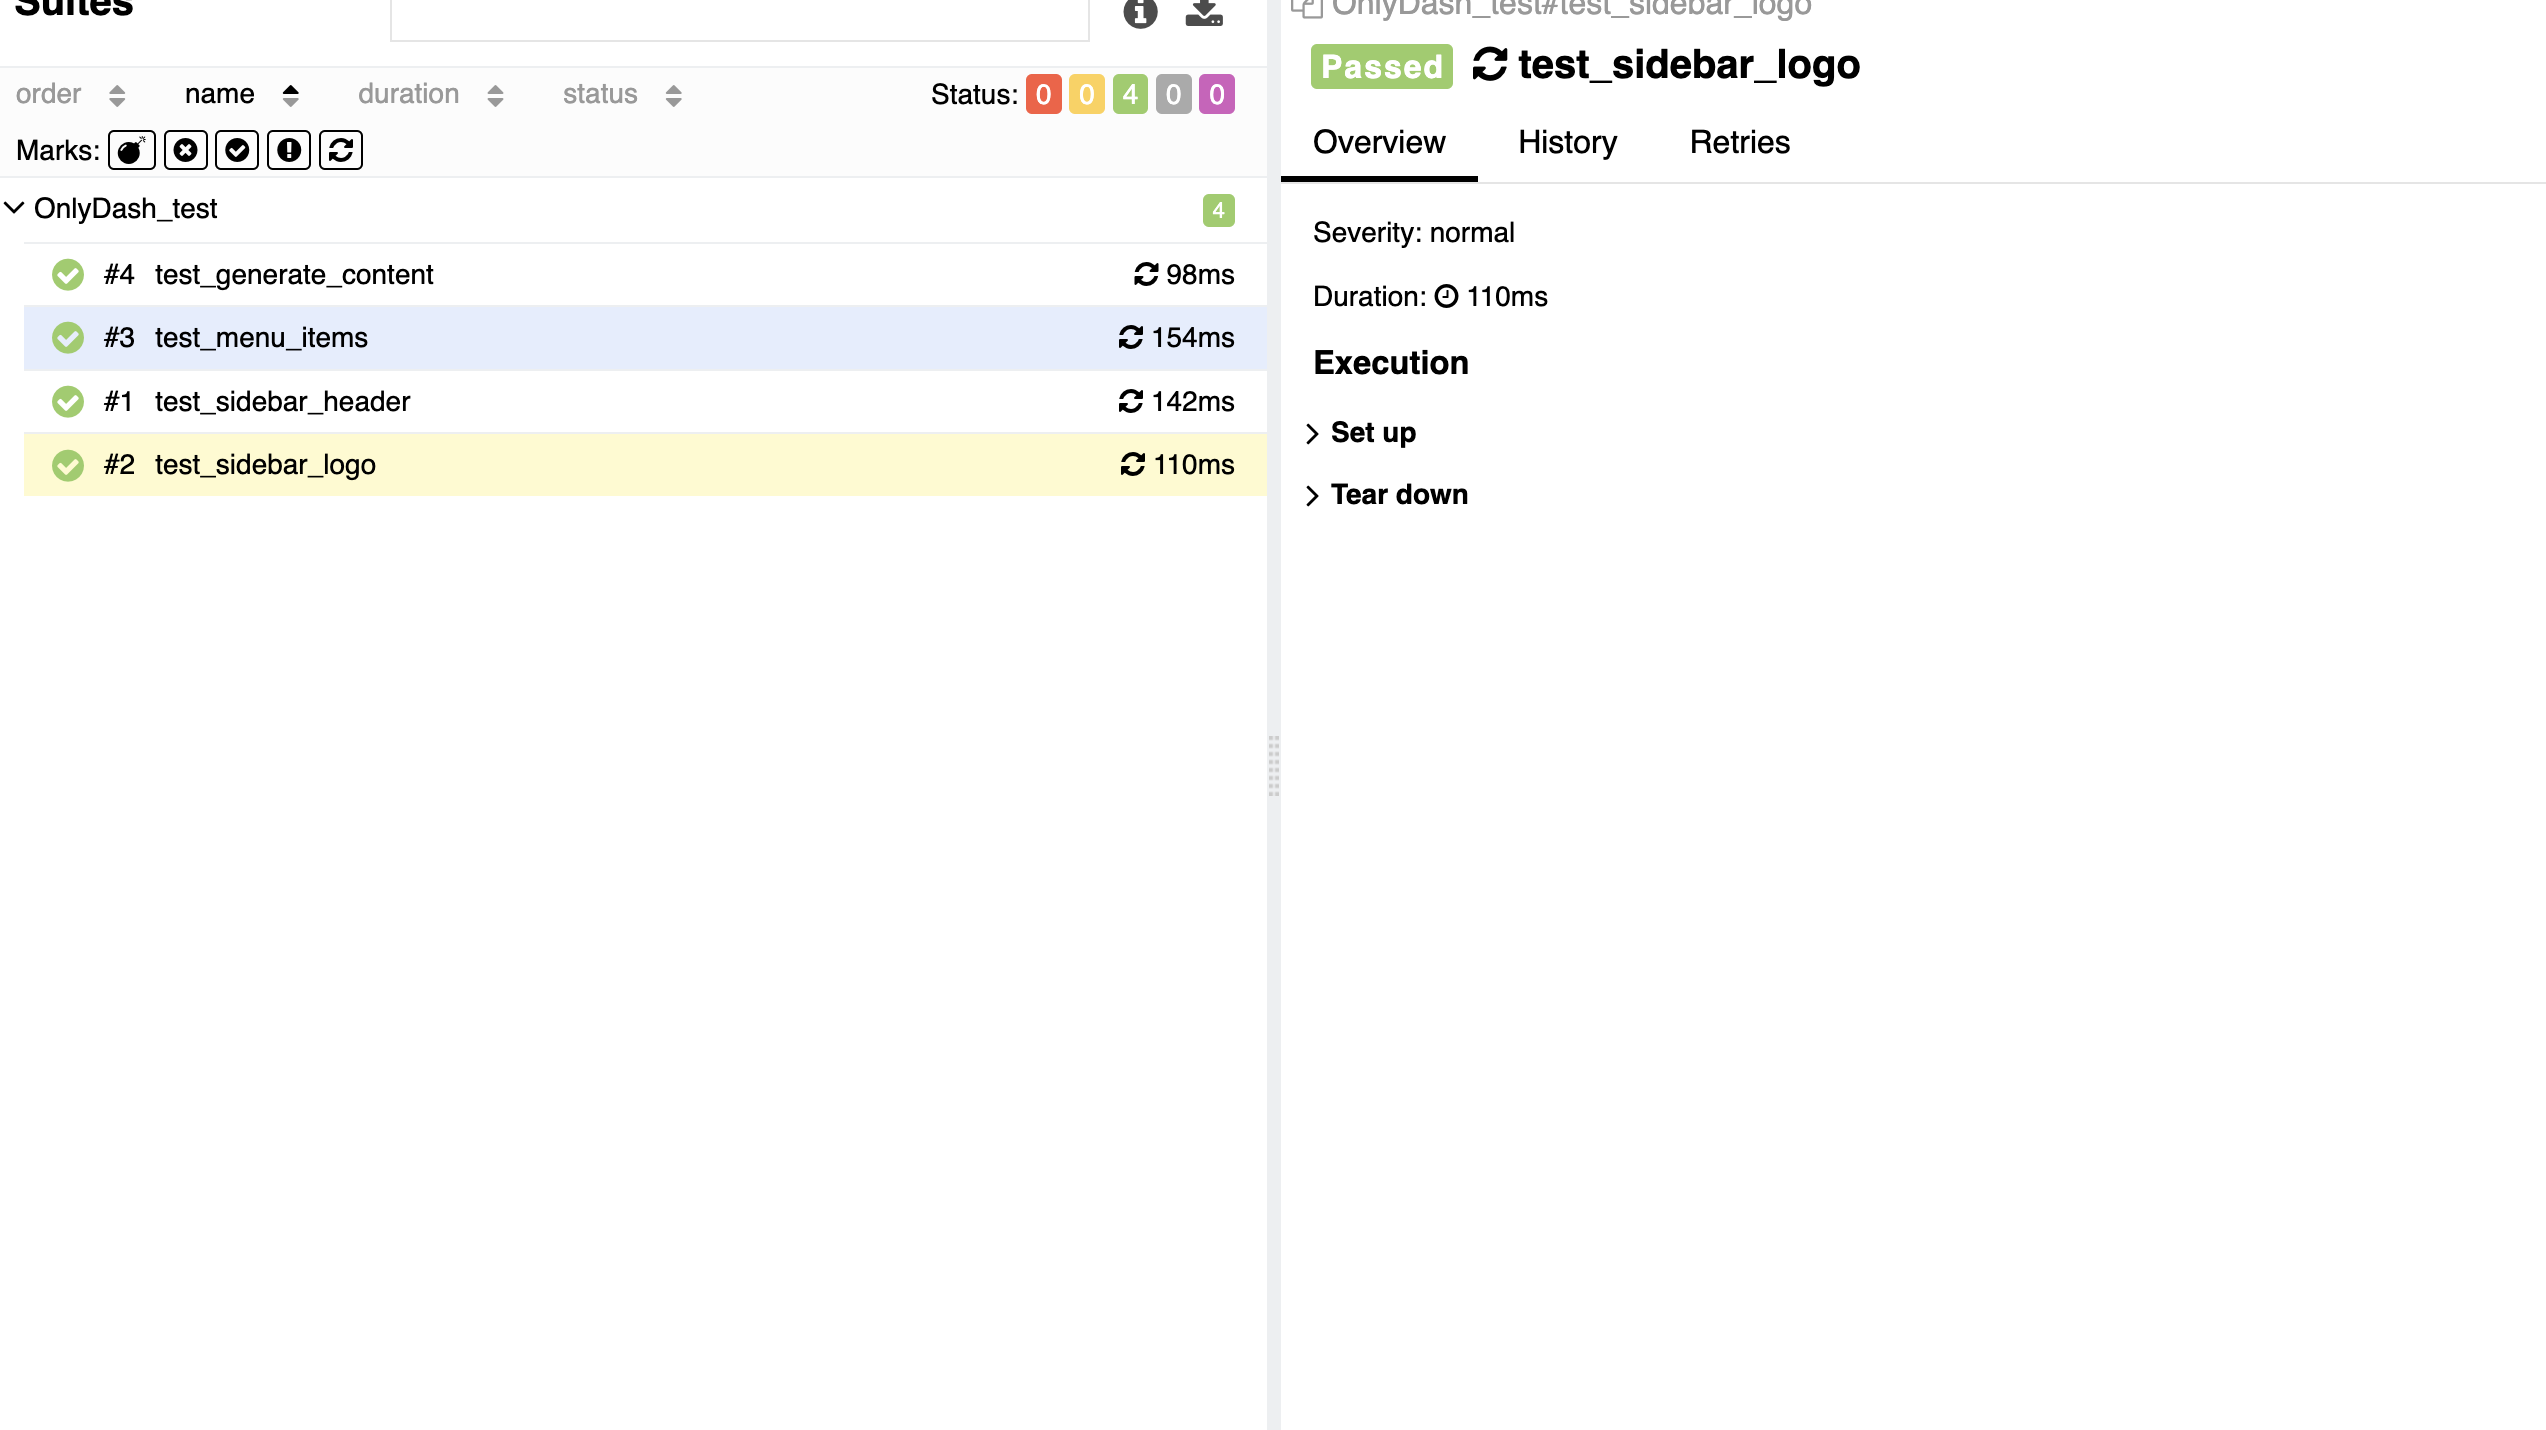 Suites
order name duration status Status: 0 0 4 0 0
Marks:
OnlyDash_test 4
#4 test_generate_content 98ms
#3 test_menu_items 154ms
#1 test_sidebar_header 142ms
#2 test_sidebar_logo 110ms
OnlyDash_test#test_sidebar_logo
Passed test_sidebar_logo
Overview History Retries
Severity: normal
Duration: 110ms
Execution
Set up
Tear down